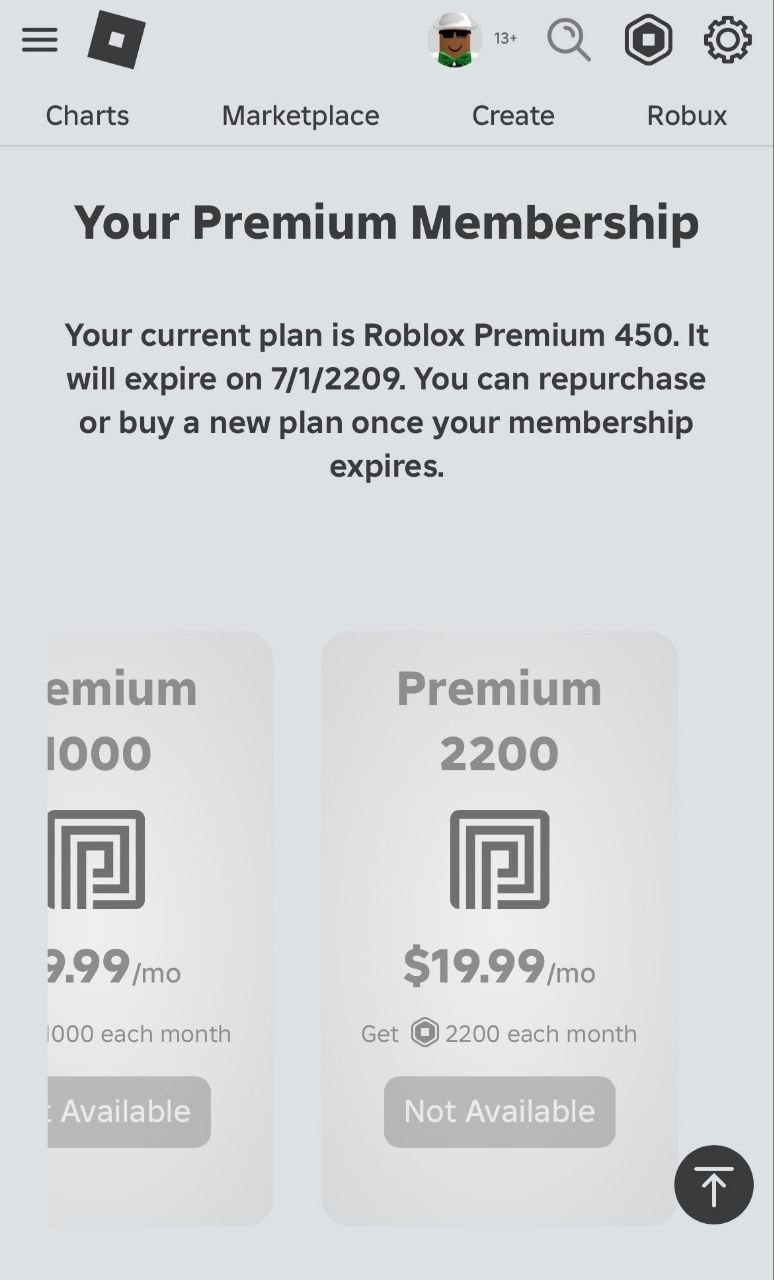 13+
Charts Marketplace Create Robux
Your Premium Membership
Your current plan is Roblox Premium 450. It
will expire on 7/1/2209. You can repurchase
or buy a new plan once your membership
expires.
emium
1000
9.99/mo
1000 each month
Available
Premium
2200
$19.99/mo
Get 2200 each month
Not Available